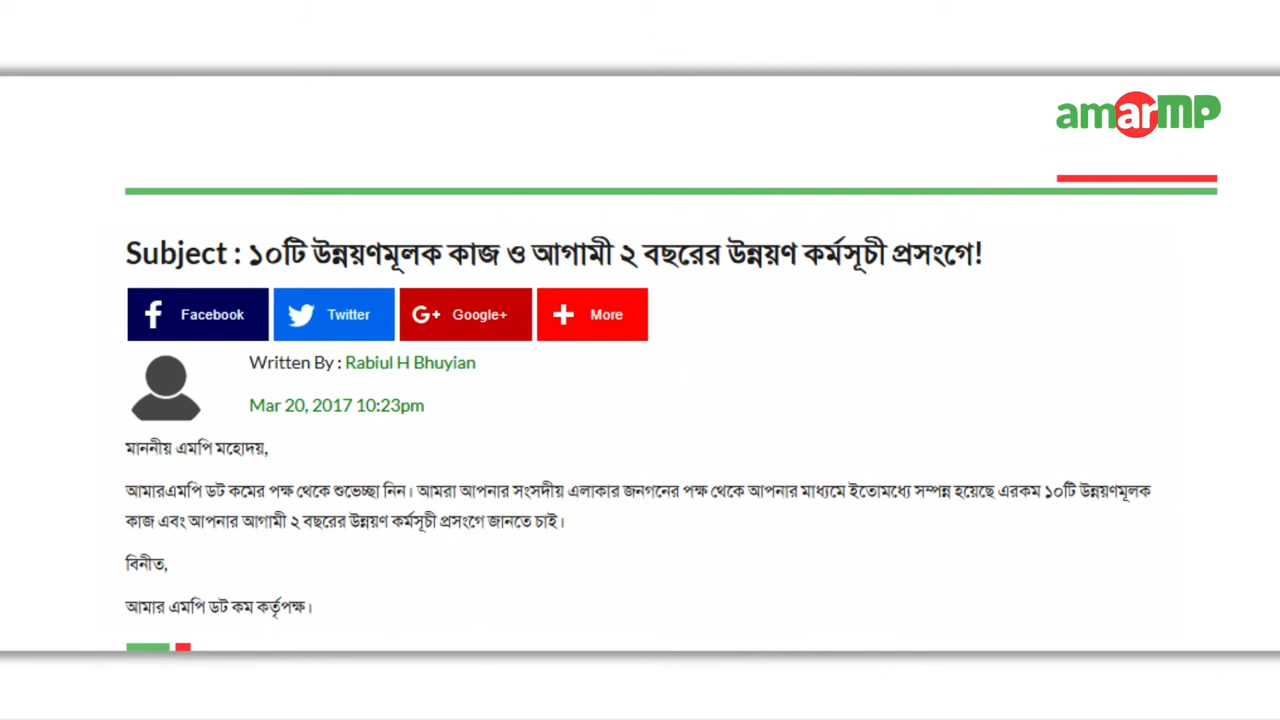 amarMP
Subject : ১০টি উন্নয়ণমূলক কাজ ও আগামী ২ বছরের উন্নয়ণ কর্মসূচী প্রসংগে!
Facebook Twitter G+ Google+ More
Written By : Rabiul H Bhuyian
Mar 20, 2017 10:23pm
মাননীয় এমপি মহোদয়,
আমারএমপি ডট কমের পক্ষ থেকে শুভেচ্ছা নিন। আমরা আপনার সংসদীয় এলাকার জনগনের পক্ষ থেকে আপনার মাধ্যমে ইতোমধ্যে সম্পন্ন হয়েছে এরকম ১০টি উন্নয়ণমূলক
কাজ এবং আপনার আগামী ২ বছরের উন্নয়ণ কর্মসূচী প্রসংগে জানতে চাই।
বিনীত,
আমার এমপি ডট কম কর্তৃপক্ষ।